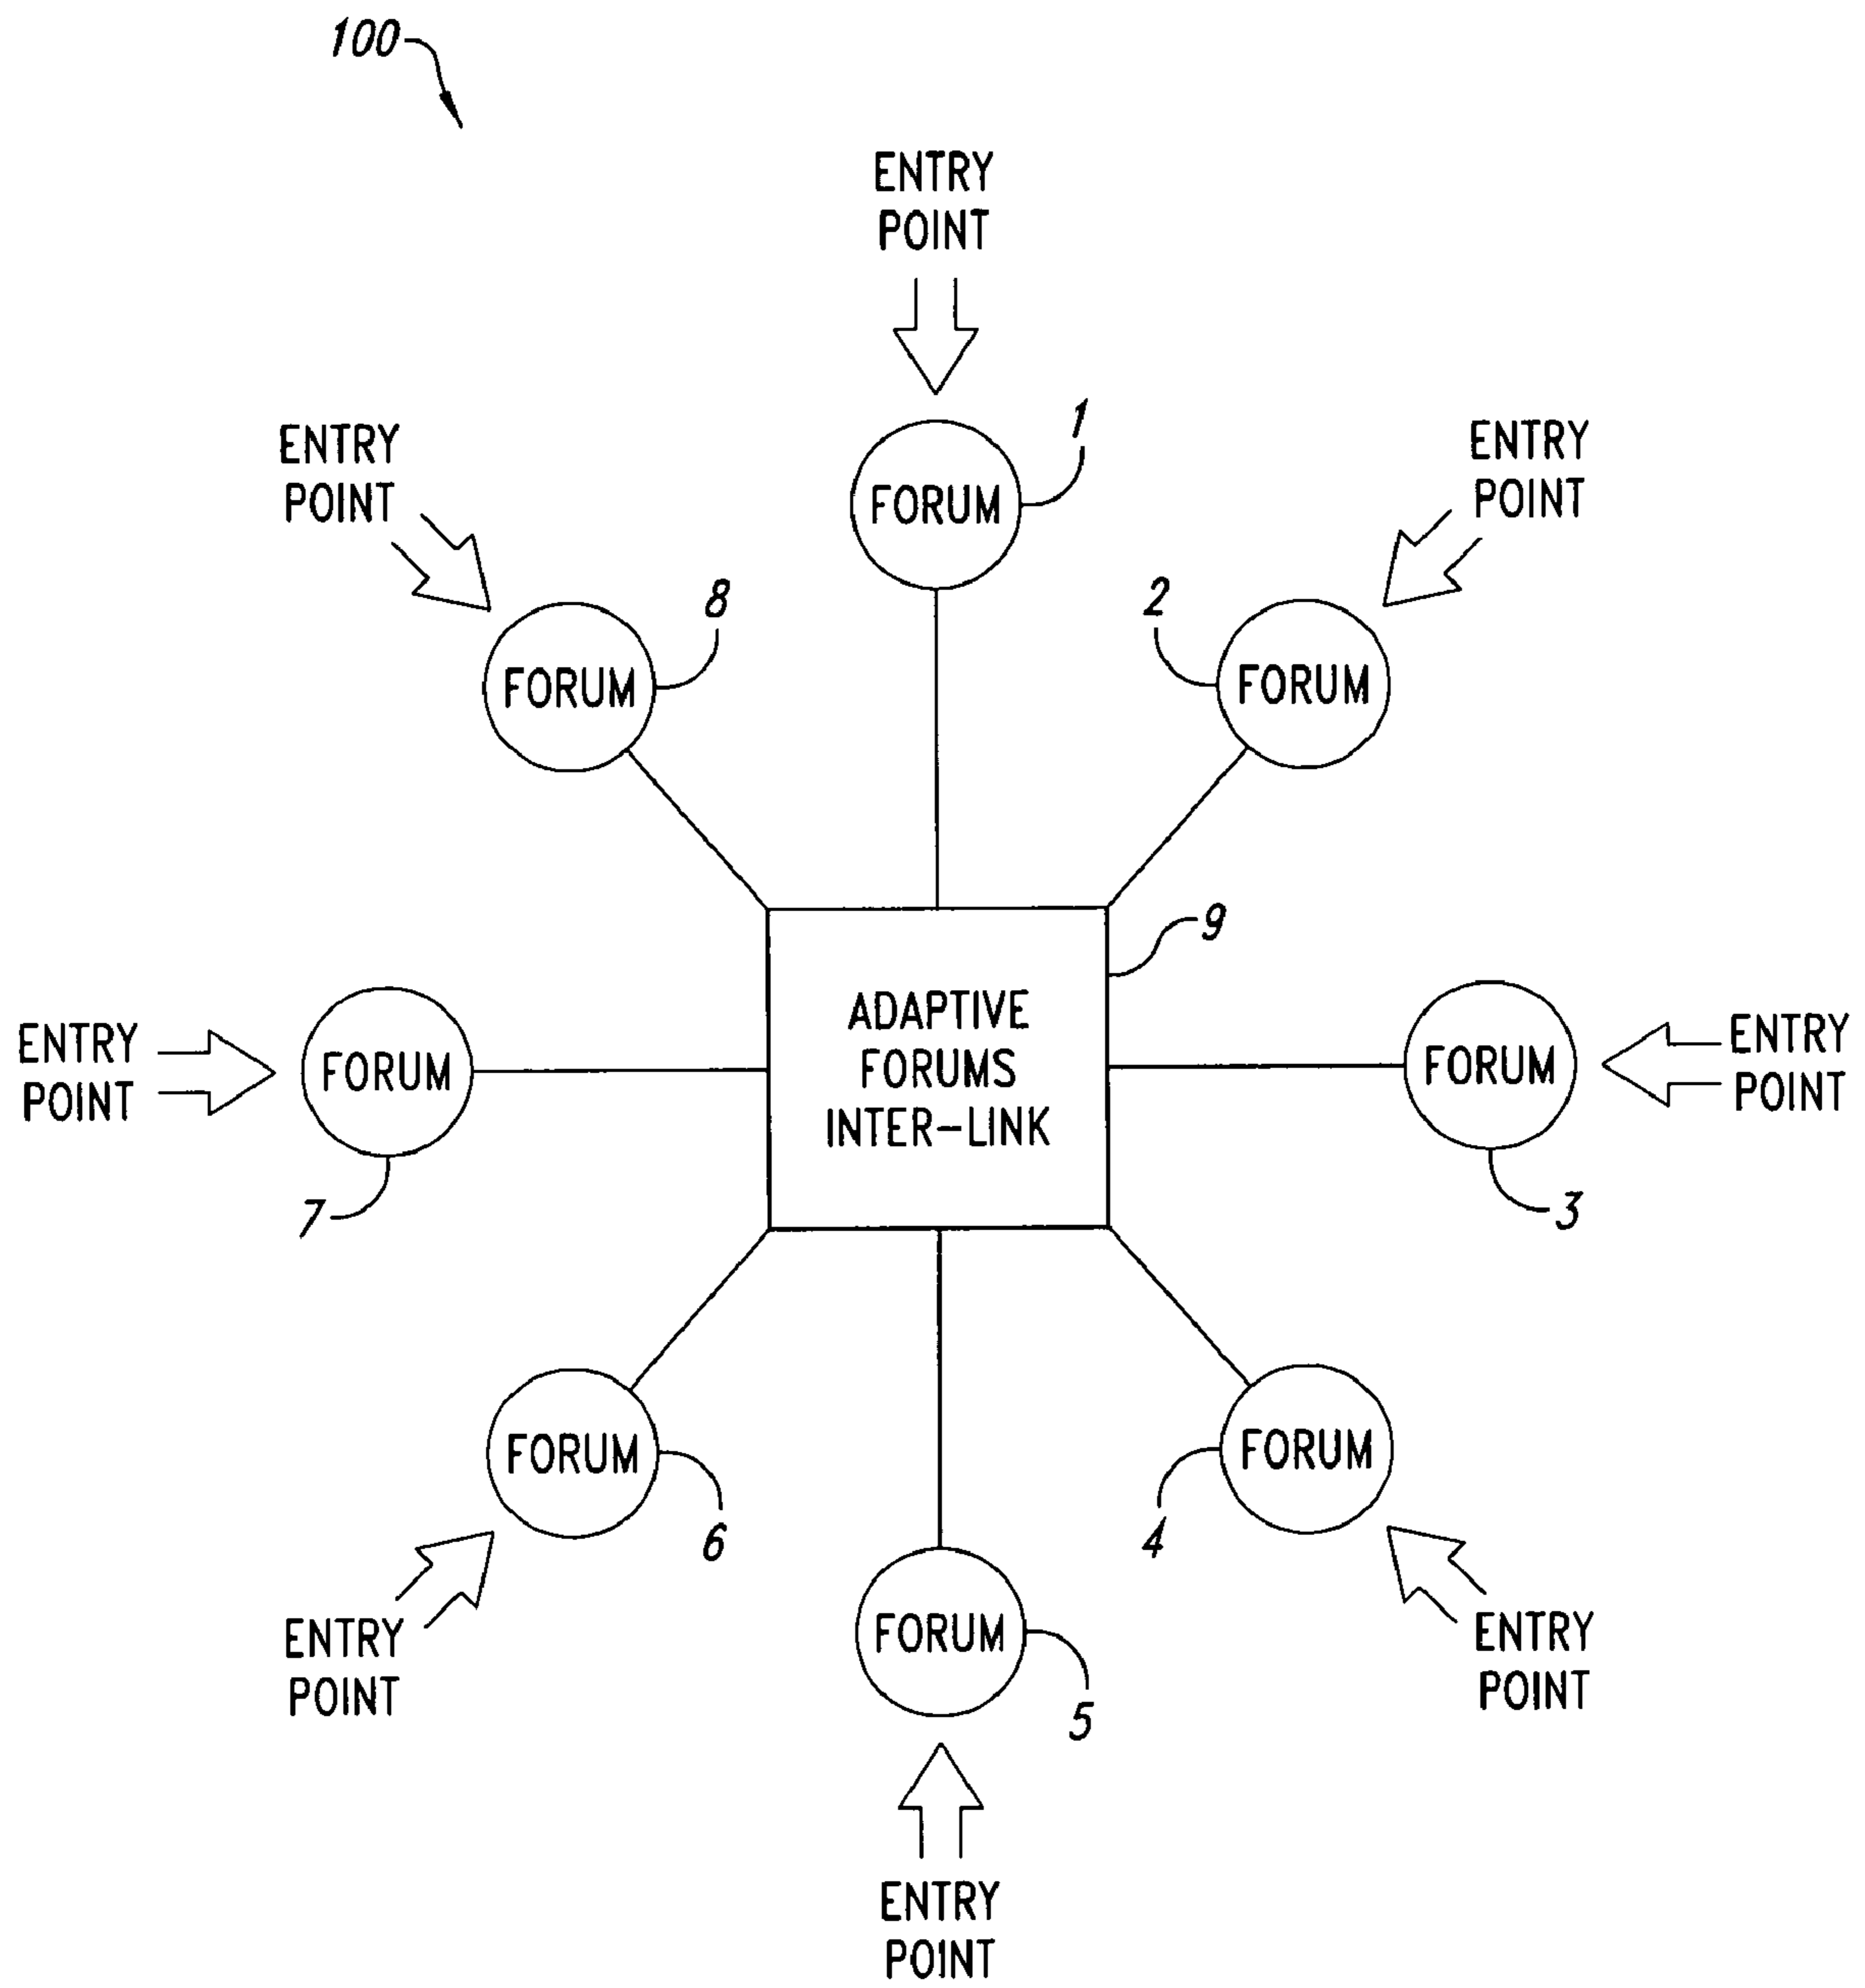 100
ENTRY
POINT
1
FORUM
ENTRY
POINT
ENTRY
POINT
8
FORUM
2
FORUM
9
ADAPTIVE
FORUMS
INTER-LINK
ENTRY
POINT
FORUM
7
FORUM
ENTRY
POINT
3
FORUM
6
ENTRY
POINT
FORUM
4
ENTRY
POINT
FORUM
5
ENTRY
POINT